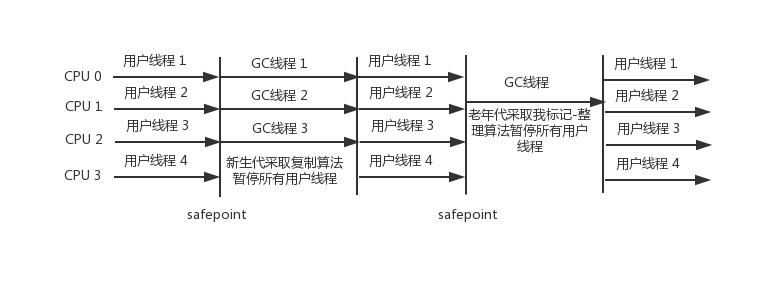 CPU 0 用户线程 1 GC线程 1 用户线程 1 用户线程 1
CPU 1 用户线程 2 GC线程 2 用户线程 2 GC线程 用户线程 2
CPU 2 用户线程 3 GC线程 3 用户线程 3 用户线程 3
CPU 3 用户线程 4 用户线程 4 用户线程 4
新生代采取复制算法
暂停所有用户线程
老年代采取我标记-整
理算法暂停所有用户
线程
safepoint safepoint